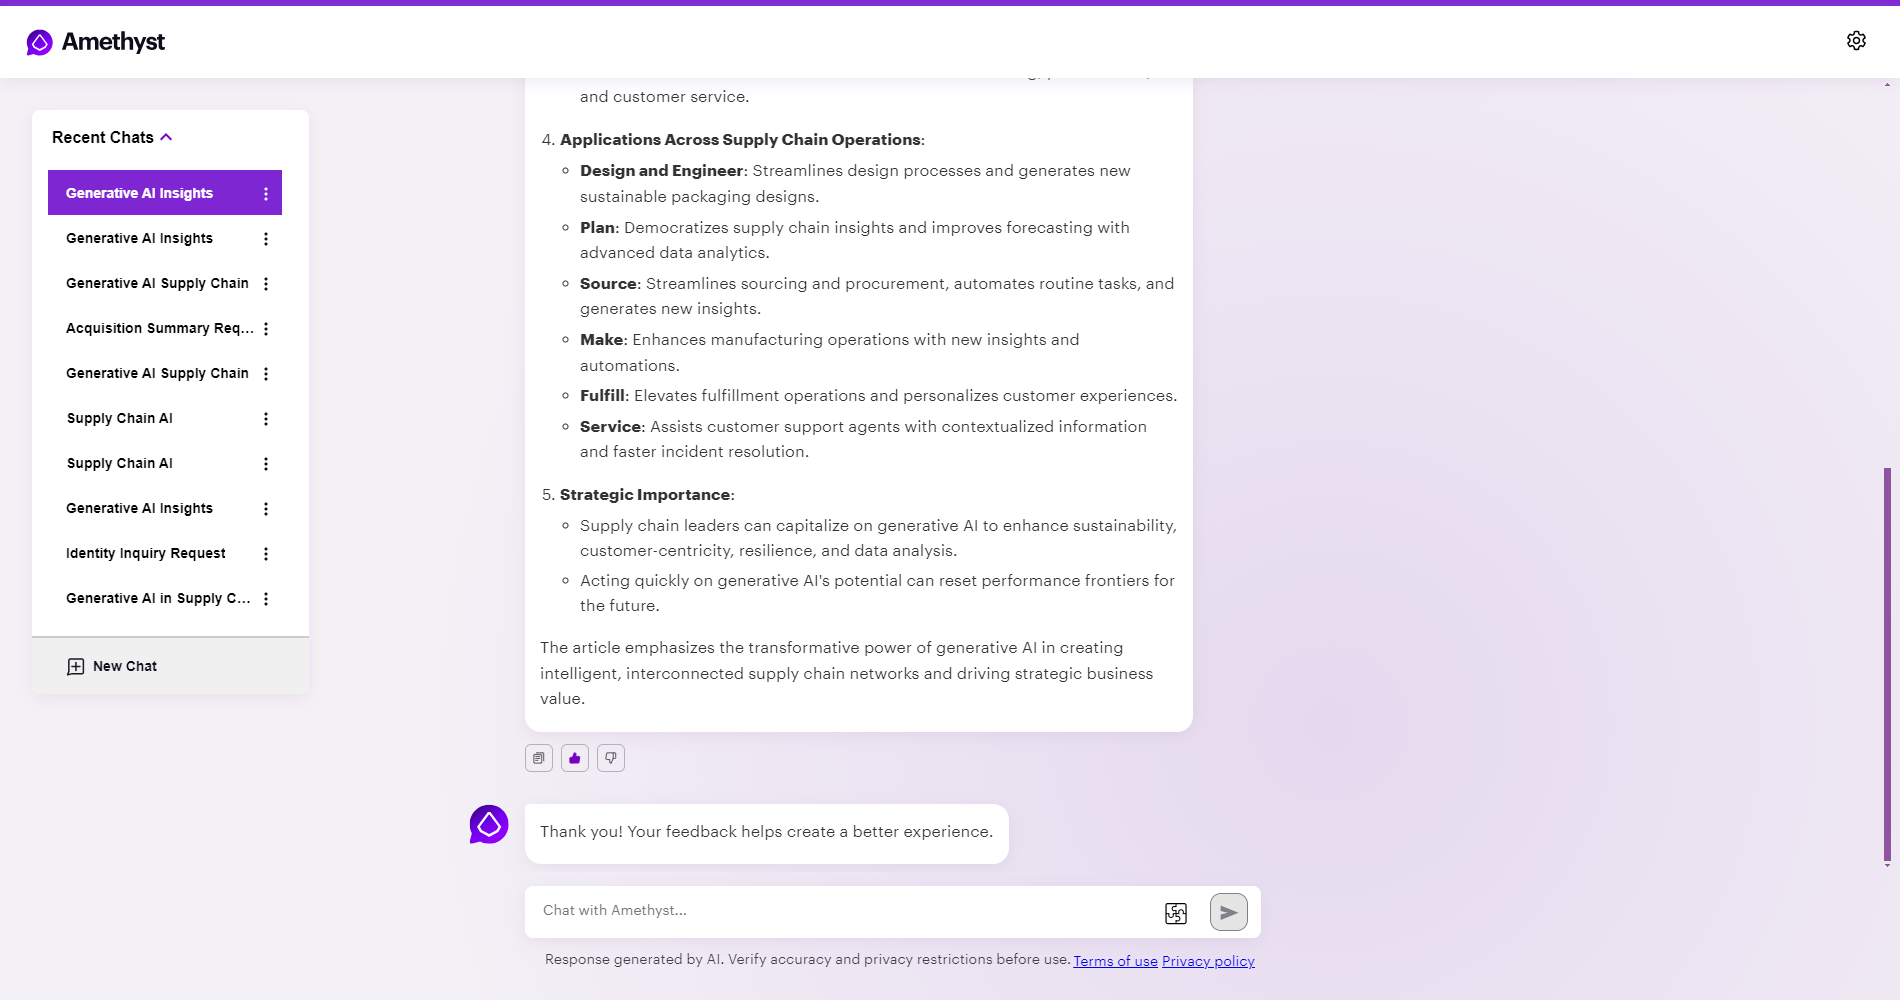 Amethyst
Recent Chats
Generative AI Insights
Generative AI Insights
Generative AI Supply Chain
Acquisition Summary Req...
Generative AI Supply Chain
Supply Chain AI
Supply Chain AI
Generative AI Insights
Identity Inquiry Request
Generative AI in Supply C...
New Chat
and customer service.
4. Applications Across Supply Chain Operations:
Design and Engineer: Streamlines design processes and generates new
sustainable packaging designs.
Plan: Democratizes supply chain insights and improves forecasting with
advanced data analytics.
Source: Streamlines sourcing and procurement, automates routine tasks, and
generates new insights.
Make: Enhances manufacturing operations with new insights and
automations.
Fulfill: Elevates fulfillment operations and personalizes customer experiences.
Service: Assists customer support agents with contextualized information
and faster incident resolution.
5. Strategic Importance:
Supply chain leaders can capitalize on generative AI to enhance sustainability,
customer-centricity, resilience, and data analysis.
Acting quickly on generative AI's potential can reset performance frontiers for
the future.
The article emphasizes the transformative power of generative AI in creating
intelligent, interconnected supply chain networks and driving strategic business
value.
Thank you! Your feedback helps create a better experience.
Chat with Amethyst...
Response generated by AI. Verify accuracy and privacy restrictions before use. Terms of use Privacy policy